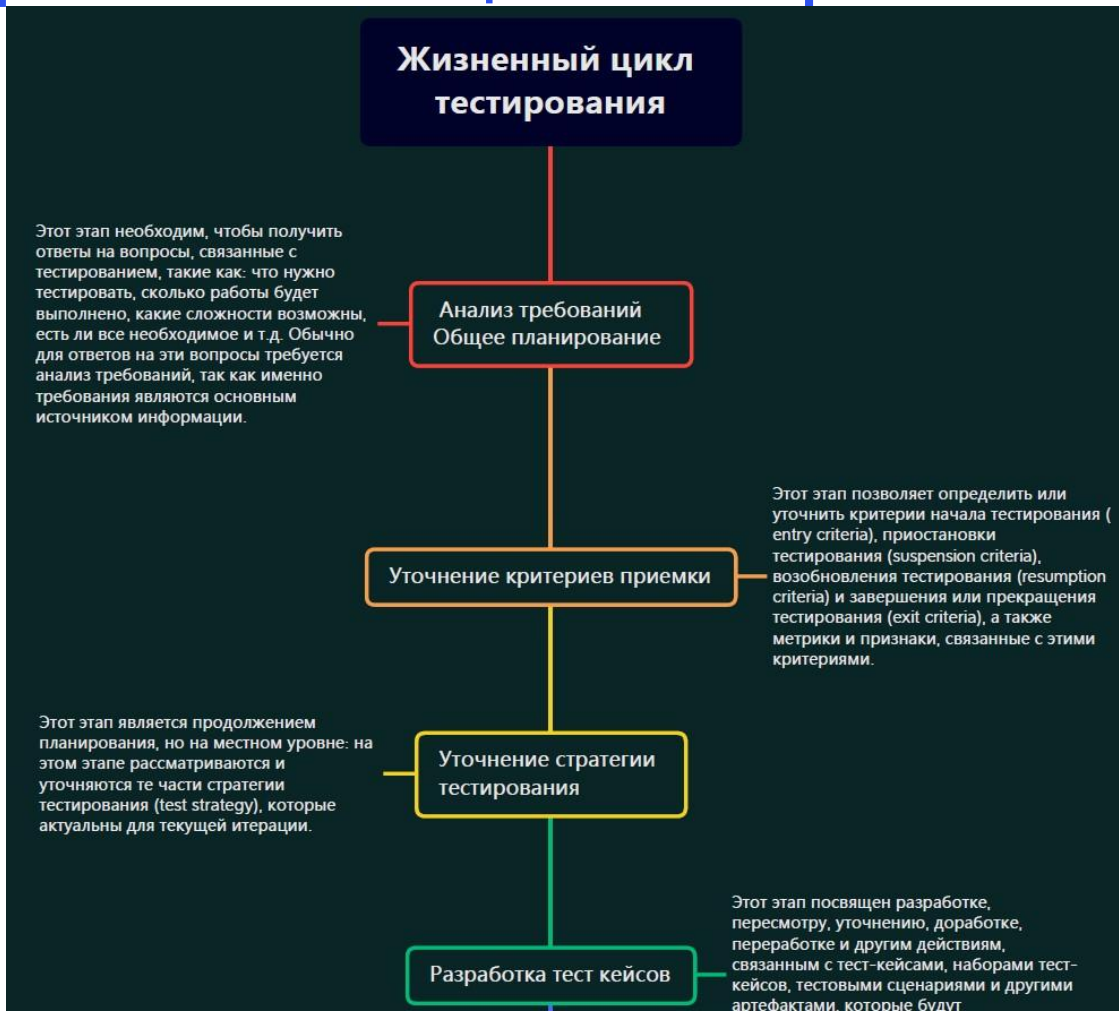 Жизненный цикл
тестирования
Этот этап необходим, чтобы получить
ответы на вопросы, связанные с
тестированием, такие как: что нужно
тестировать, сколько работы будет
выполнено, какие сложности возможны,
есть ли все необходимое и т.д. Обычно
для ответов на эти вопросы требуется
анализ требований, так как именно
требования являются основным
источником информации.
Анализ требований
Общее планирование
Этот этап позволяет определить или
уточнить критерии начала тестирования (
entry criteria), приостановки
тестирования (suspension criteria),
возобновления тестирования (resumption
criteria) и завершения или прекращения
тестирования (exit criteria), а также
метрики и признаки, связанные с этими
критериями.
Уточнение критериев приемки
Этот этап является продолжением
планирования, но на местном уровне: на
этом этапе рассматриваются и
уточняются те части стратегии
тестирования (test strategy), которые
актуальны для текущей итерации.
Уточнение стратегии
тестирования
Этот этап посвящен разработке,
пересмотру, уточнению, доработке,
переработке и другим действиям,
связанным с тест-кейсами, наборами тест-
кейсов, тестовыми сценариями и другими
артефактами, которые будут
Разработка тест кейсов